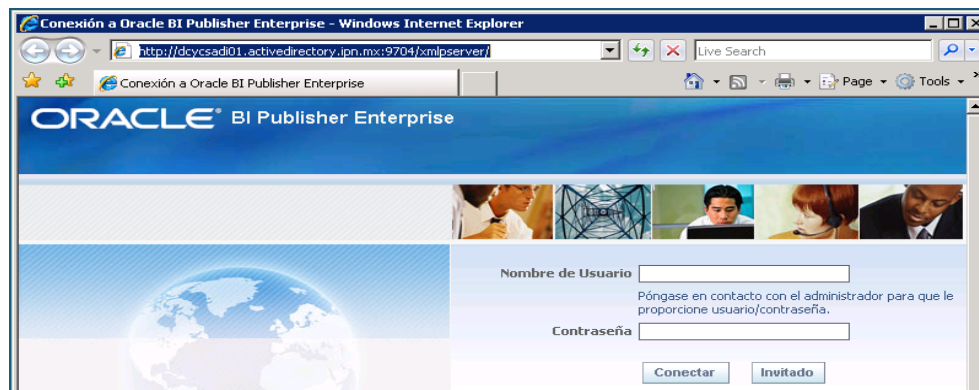 Conexión a Oracle BI Publisher Enterprise - Windows Internet Explorer
http://dcycsadi01.activedirectory.ipn.mx:9704/xmlpserver/
Live Search
Conexión a Oracle BI Publisher Enterprise
Page
Tools
ORACLE BI Publisher Enterprise
Nombre de Usuario
Póngase en contacto con el administrador para que le
proporcione usuario/contraseña.
Contraseña
Conectar
Invitado